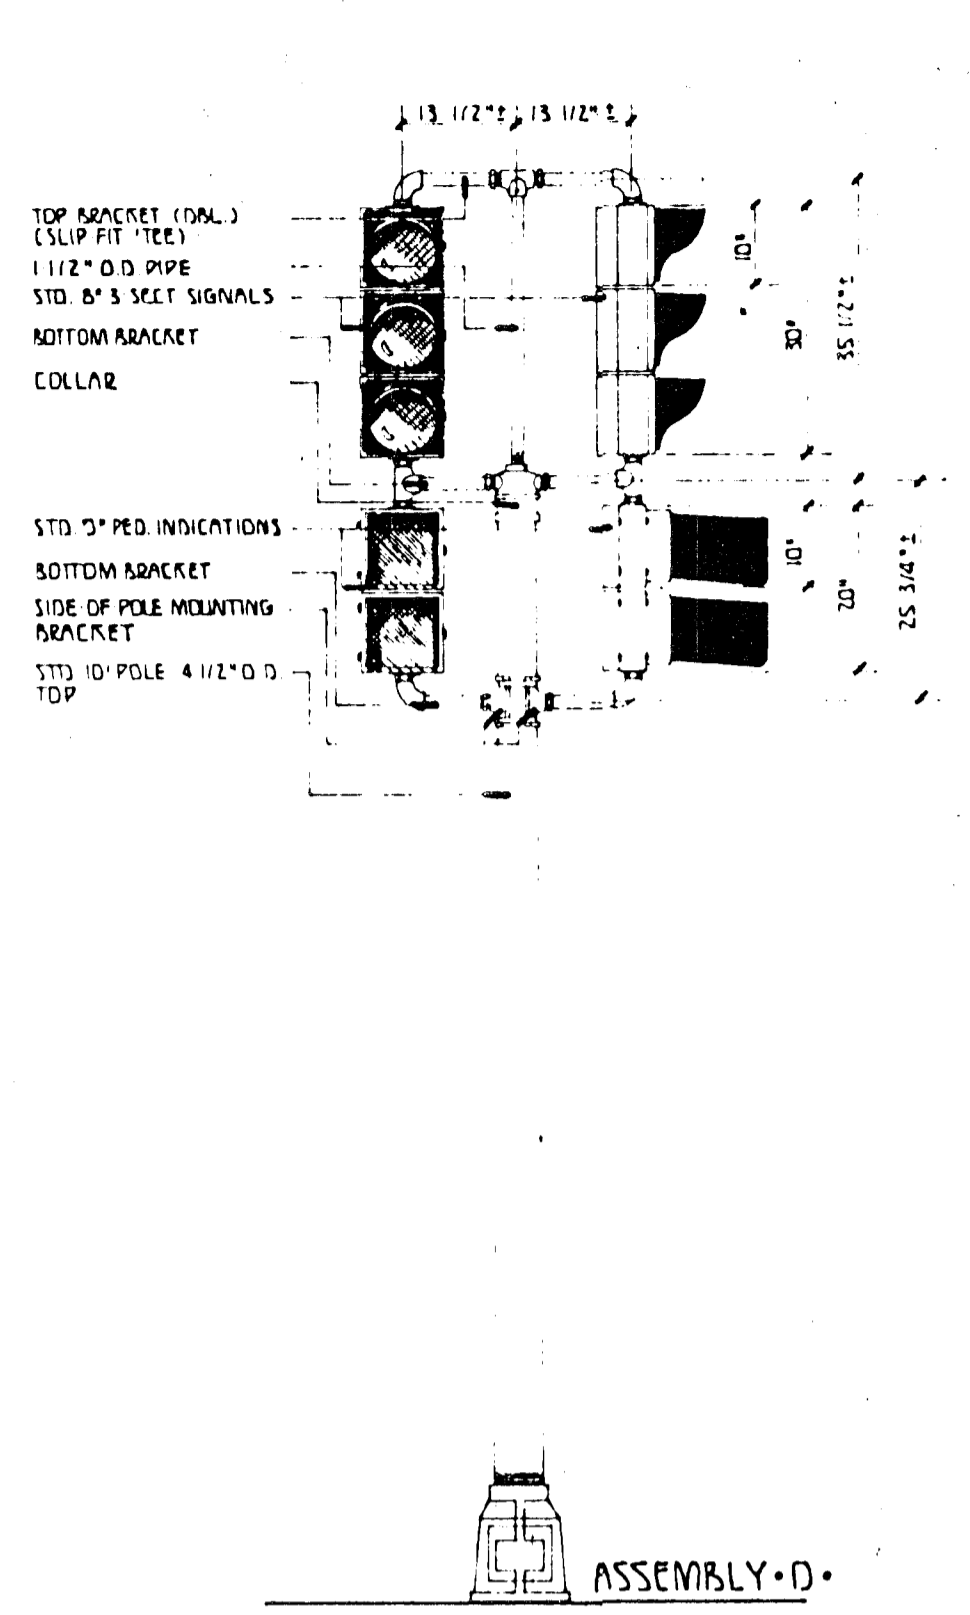 13 1/2" ± 13 1/2" ±
TOP BRACKET (DBL.)
(SLIP FIT 'TEE)
1 1/2" O.D. PIPE
STD. 8" 3 SECT SIGNALS
BOTTOM BRACKET
COLLAR
10"
30"
35 1/2" ±
STD. 9" PED. INDICATIONS
BOTTOM BRACKET
SIDE OF POLE MOUNTING
BRACKET
STD 10' POLE 4 1/2" O.D.
TOP
10"
20"
25 3/4" ±
ASSEMBLY • D •